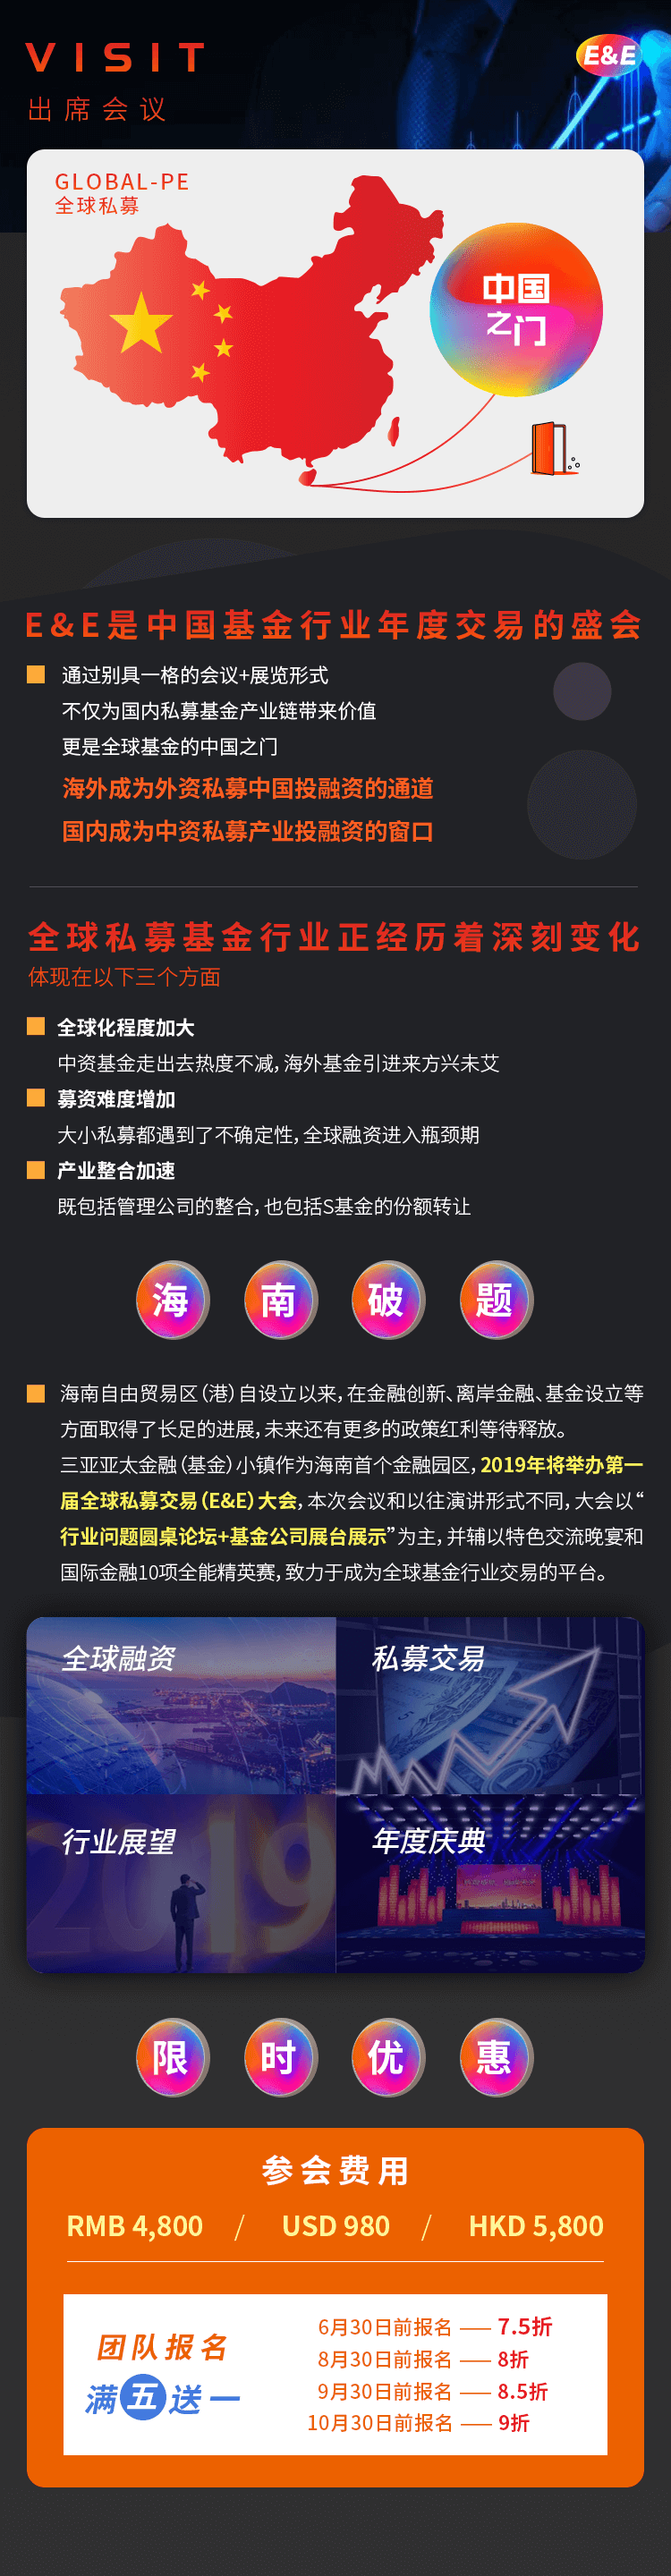 VISIT
E&E
出席会议
GLOBAL-PE
全球私募
中国
之门
E&E是中国基金行业年度交易的盛会
通过别具一格的会议+展览形式
不仅为国内私募基金产业链带来价值
更是全球基金的中国之门
海外成为外资私募中国投融资的通道
国内成为中资私募产业投融资的窗口
全球私募基金行业正经历着深刻变化
体现在以下三个方面
全球化程度加大
中资基金走出去热度不减，海外基金引进来方兴未艾
募资难度增加
大小私募都遇到了不确定性，全球融资进入瓶颈期
产业整合加速
既包括管理公司的整合，也包括S基金的份额转让
海南破题
海南自由贸易区（港）自设立以来，在金融创新、离岸金融、基金设立等
方面取得了长足的进展，未来还有更多的政策红利等待释放。
三亚亚太金融（基金）小镇作为海南首个金融园区，2019年将举办第一
届全球私募交易（E&E）大会，本次会议和以往演讲形式不同，大会以“
行业问题圆桌论坛+基金公司展台展示”为主，并辅以特色交流晚宴和
国际金融10项全能精英赛，致力于成为全球基金行业交易的平台。
全球融资
私募交易
行业展望
年度庆典
2019
限时优惠
参会费用
RMB 4,800 / USD 980 / HKD 5,800
团队报名
满五送一
6月30日前报名 —— 7.5折
8月30日前报名 —— 8折
9月30日前报名 —— 8.5折
10月30日前报名 —— 9折